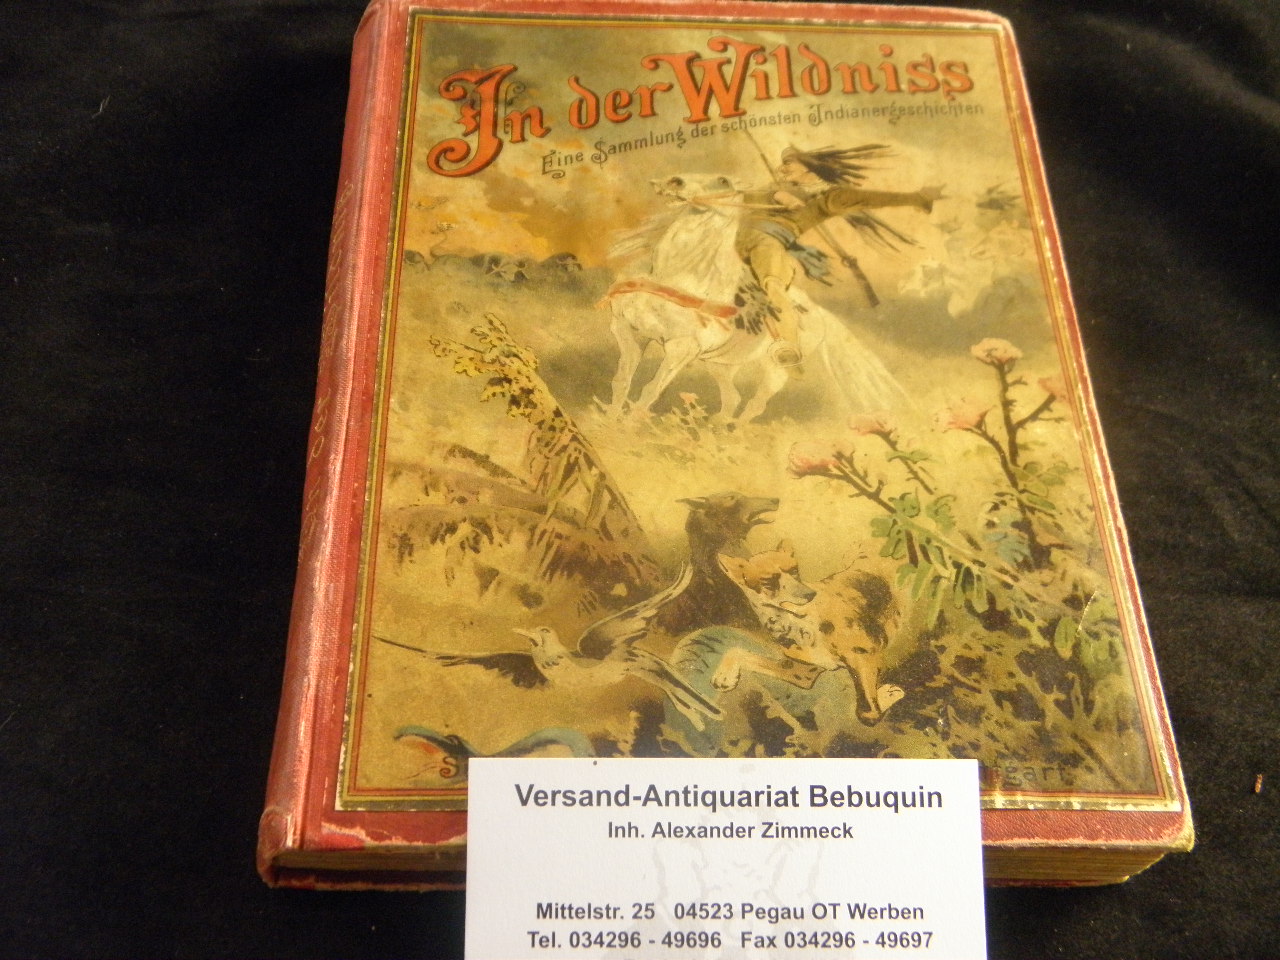 In der Wildniss
Eine Sammlung der schönsten Indianergeschichten
Versand-Antiquariat Bebuquin
Inh. Alexander Zimmeck
Mittelstr. 25 04523 Pegau OT Werben
Tel. 034296 - 49696 Fax 034296 - 49697